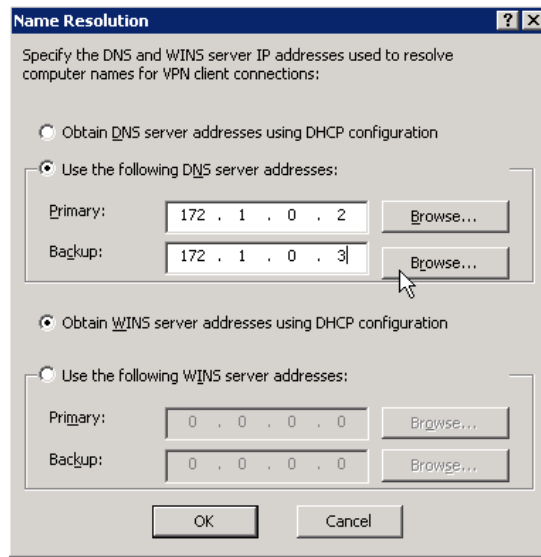 Name Resolution
Specify the DNS and WINS server IP addresses used to resolve
computer names for VPN client connections:
Obtain DNS server addresses using DHCP configuration
Use the following DNS server addresses:
Primary: 172 . 1 . 0 . 2 Browse...
Backup: 172 . 1 . 0 . 3 Browse...
Obtain WINS server addresses using DHCP configuration
Use the following WINS server addresses:
Primary: 0 . 0 . 0 . 0 Browse...
Backup: 0 . 0 . 0 . 0 Browse...
OK Cancel